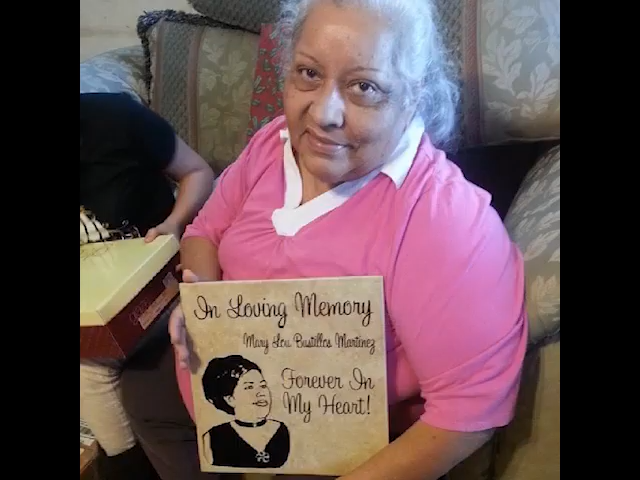 In Loving Memory
Mary Lou Bustillos Martinez
Forever In
My Heart!